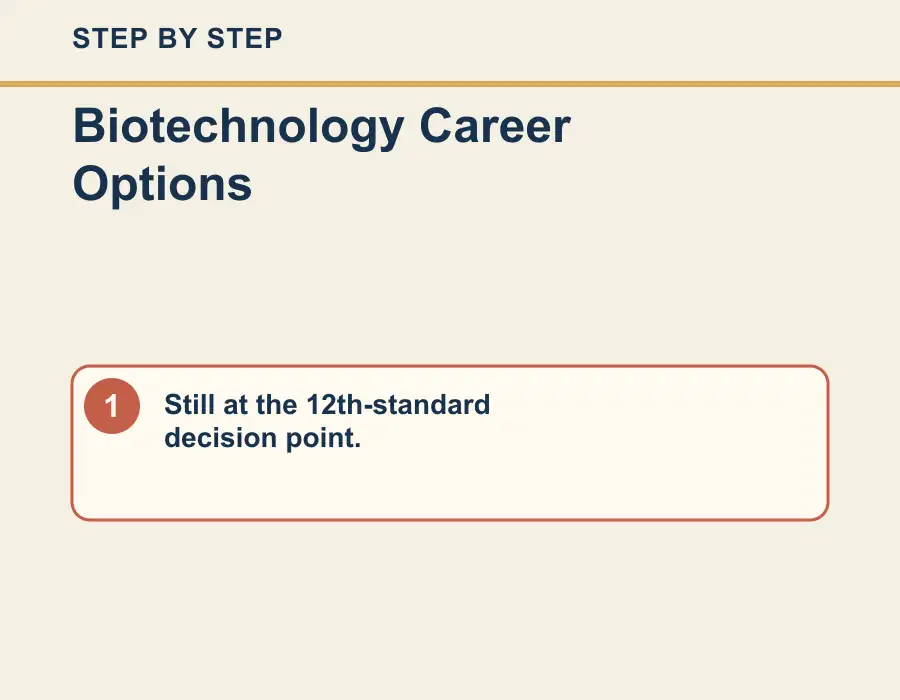 STEP BY STEP
Biotechnology Career
Options
1
Still at the 12th-standard
decision point.